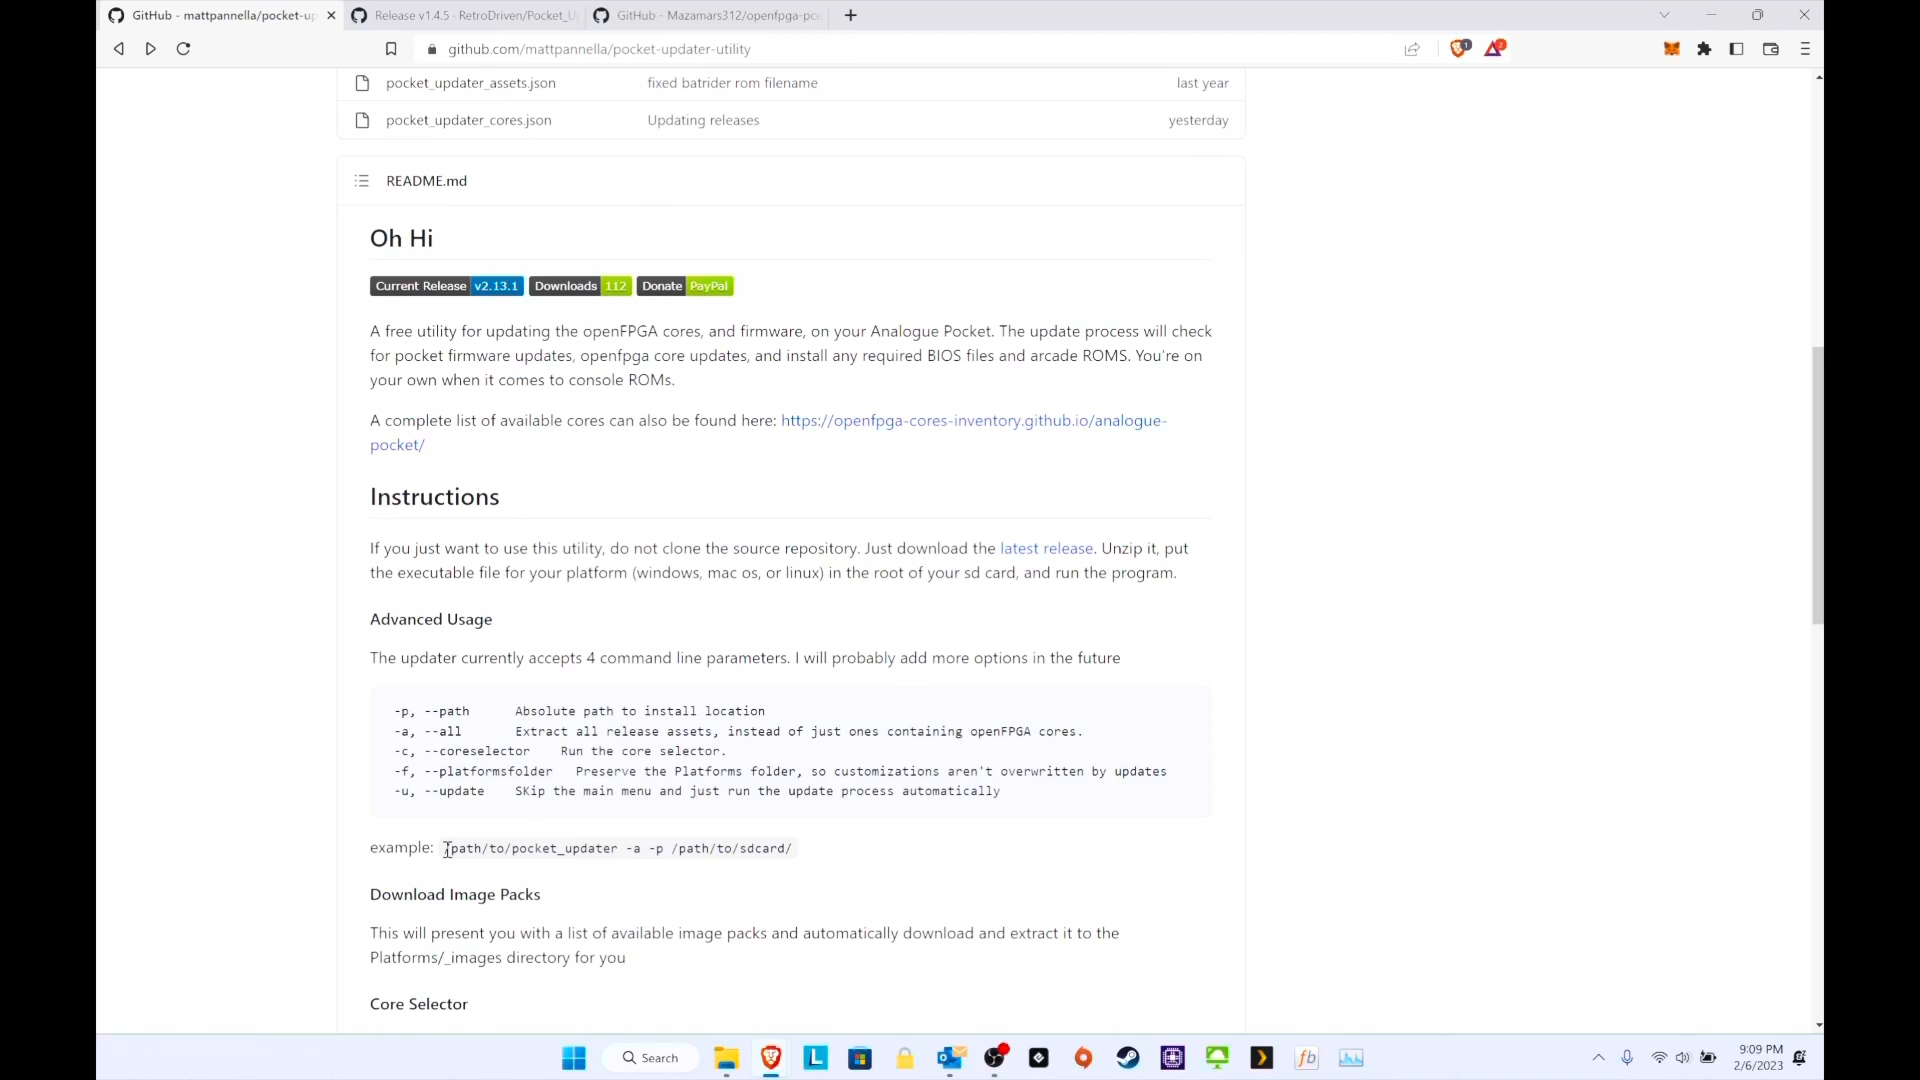 GitHub - mattpannella/pocket-up
Release v1.4.5 · RetroDriven/Pocket_U
GitHub - Mazamars312/openfpga-pce
github.com/mattpannella/pocket-updater-utility
1
2
pocket_updater_assets.json fixed batrider rom filename last year
pocket_updater_cores.json Updating releases yesterday
README.md
Oh Hi
Current Release v2.13.1 Downloads 112 Donate PayPal
A free utility for updating the openFPGA cores, and firmware, on your Analogue Pocket. The update process will check
for pocket firmware updates, openfpga core updates, and install any required BIOS files and arcade ROMS. You're on
your own when it comes to console ROMs.
A complete list of available cores can also be found here: https://openfpga-cores-inventory.github.io/analogue-
pocket/
Instructions
If you just want to use this utility, do not clone the source repository. Just download the latest release. Unzip it, put
the executable file for your platform (windows, mac os, or linux) in the root of your sd card, and run the program.
Advanced Usage
The updater currently accepts 4 command line parameters. I will probably add more options in the future
-p, --path Absolute path to install location
-a, --all Extract all release assets, instead of just ones containing openFPGA cores.
-c, --coreselector Run the core selector.
-f, --platformsfolder Preserve the Platforms folder, so customizations aren't overwritten by updates
-u, --update SKip the main menu and just run the update process automatically
example: /path/to/pocket_updater -a -p /path/to/sdcard/
Download Image Packs
This will present you with a list of available image packs and automatically download and extract it to the
Platforms/_images directory for you
Core Selector
Search
L
fb
9:09 PM
2/6/2023